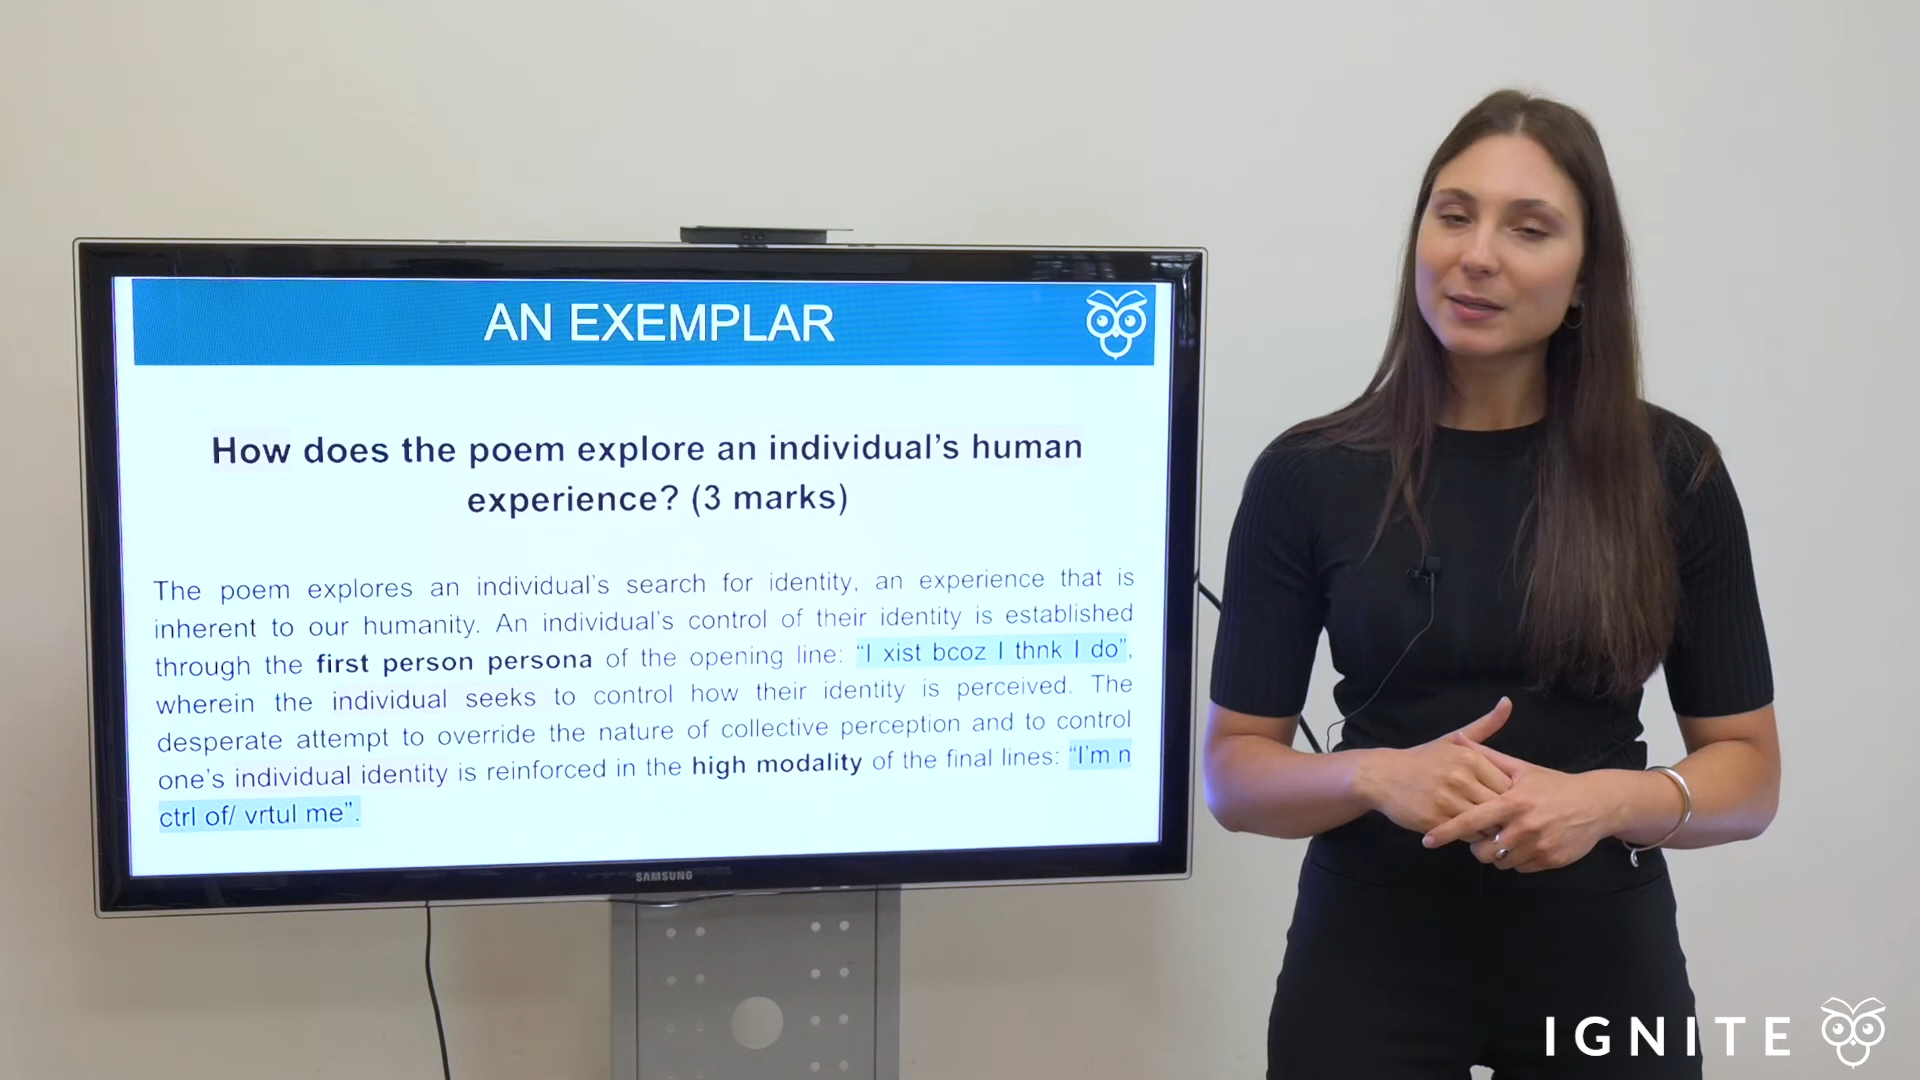 AN EXEMPLAR
How does the poem explore an individual's human
experience? (3 marks)
The poem explores an individual's search for identity, an experience that is
inherent to our humanity. An individual's control of their identity is established
through the first person persona of the opening line: “I xist bcoz I thnk I do”,
wherein the individual seeks to control how their identity is perceived. The
desperate attempt to override the nature of collective perception and to control
one's individual identity is reinforced in the high modality of the final lines: “I'm n
ctrl of/ vrtul me”.
SAMSUNG
IGNITE